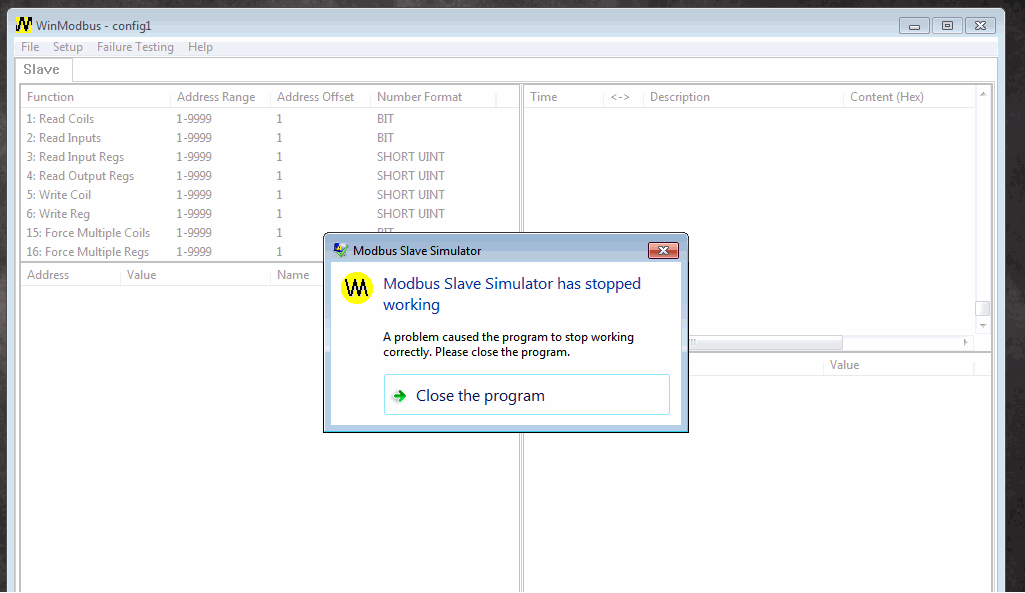 WinModbus - config1
File Setup Failure Testing Help
Slave
Function Address Range Address Offset Number Format
1: Read Coils 1-9999 1 BIT
2: Read Inputs 1-9999 1 BIT
3: Read Input Regs 1-9999 1 SHORT UINT
4: Read Output Regs 1-9999 1 SHORT UINT
5: Write Coil 1-9999 1 SHORT UINT
6: Write Reg 1-9999 1 SHORT UINT
15: Force Multiple Coils 1-9999 1 BIT
16: Force Multiple Regs 1-9999 1
Address Value Name
Time <-> Description Content (Hex)
Value
Modbus Slave Simulator
Modbus Slave Simulator has stopped
working
A problem caused the program to stop working
correctly. Please close the program.
Close the program